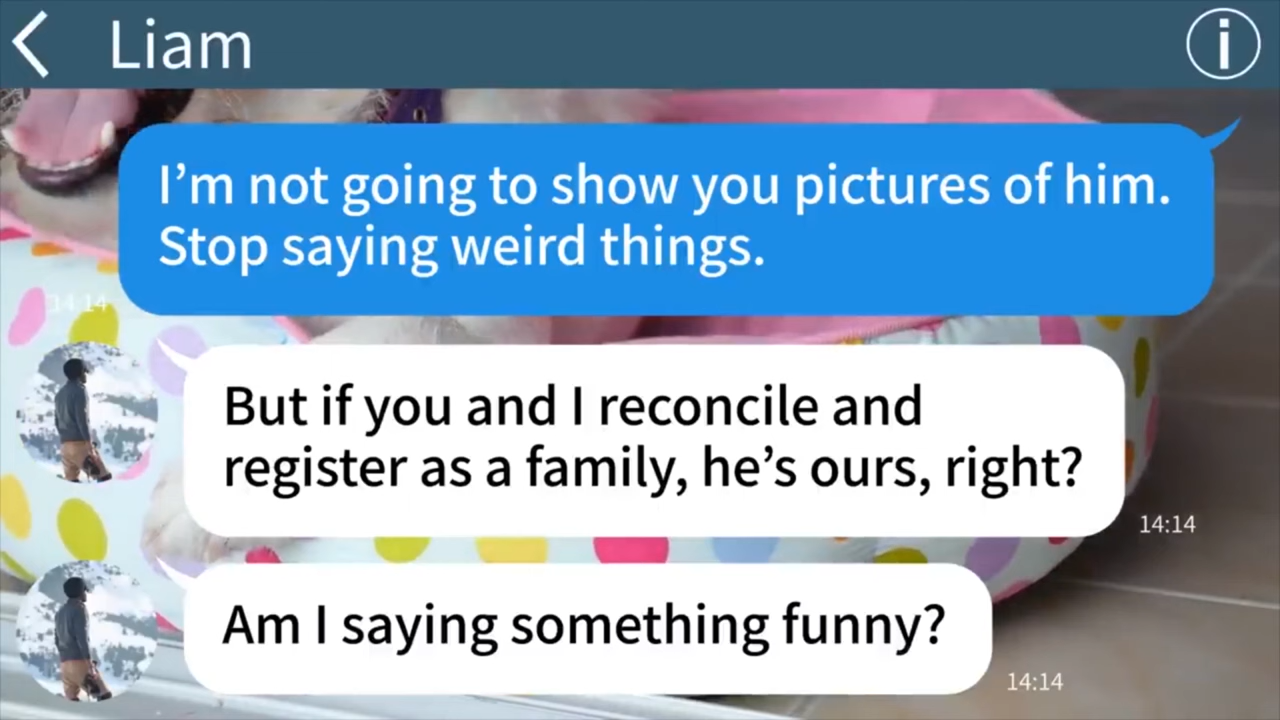 Liam
I’m not going to show you pictures of him.
Stop saying weird things.
14:14
But if you and I reconcile and
register as a family, he’s ours, right?
14:14
Am I saying something funny?
14:14